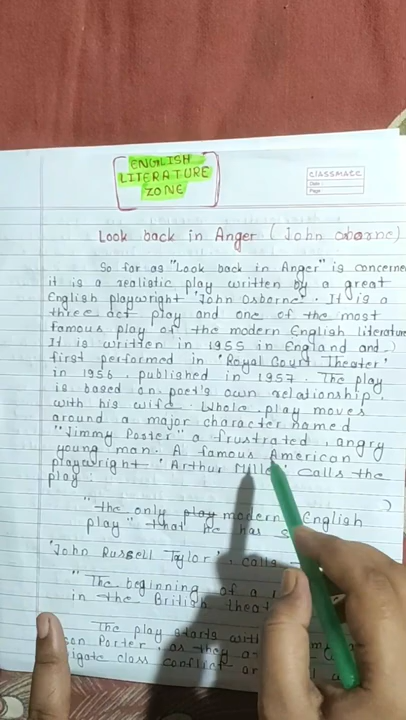 ENGLISH
LITERATURE
ZONE
CLASSMATE
Date :
Page :
Look back in Anger (John Osborne)
So far as "Look back in Anger" is concerne
it is a realistic play written by a great
English playwright 'John Osborne'. It is a
three act play and one of the most
famous play of the modern English literature
It is written in 1955 in England and
first performed in 'Royal Court Theater'
in 1956. published in 1957. The play
is based on poet's own relationship
with his wife. Whole play moves
around a major character named
"Jimmy Poster" a frustrated, angry
young man. A famous American
playwright 'Arthur Mille calls the
play :
"the only play modern English
play" that he has s
'John Russell Taylor', calls
"The beginning of a
in the British theat
The play starts with
son Porter, as they a
igate class conflict